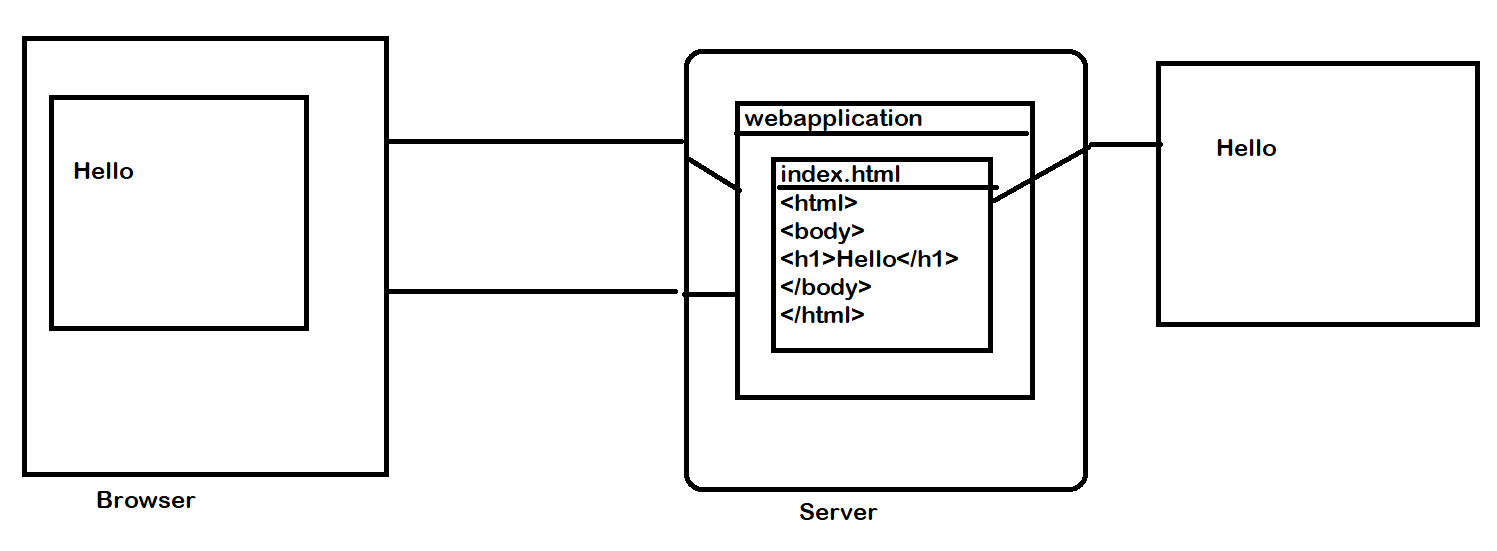 Hello
Browser
webapplication
index.html
<html>
<body>
<h1>Hello</h1>
</body>
</html>
Server
Hello